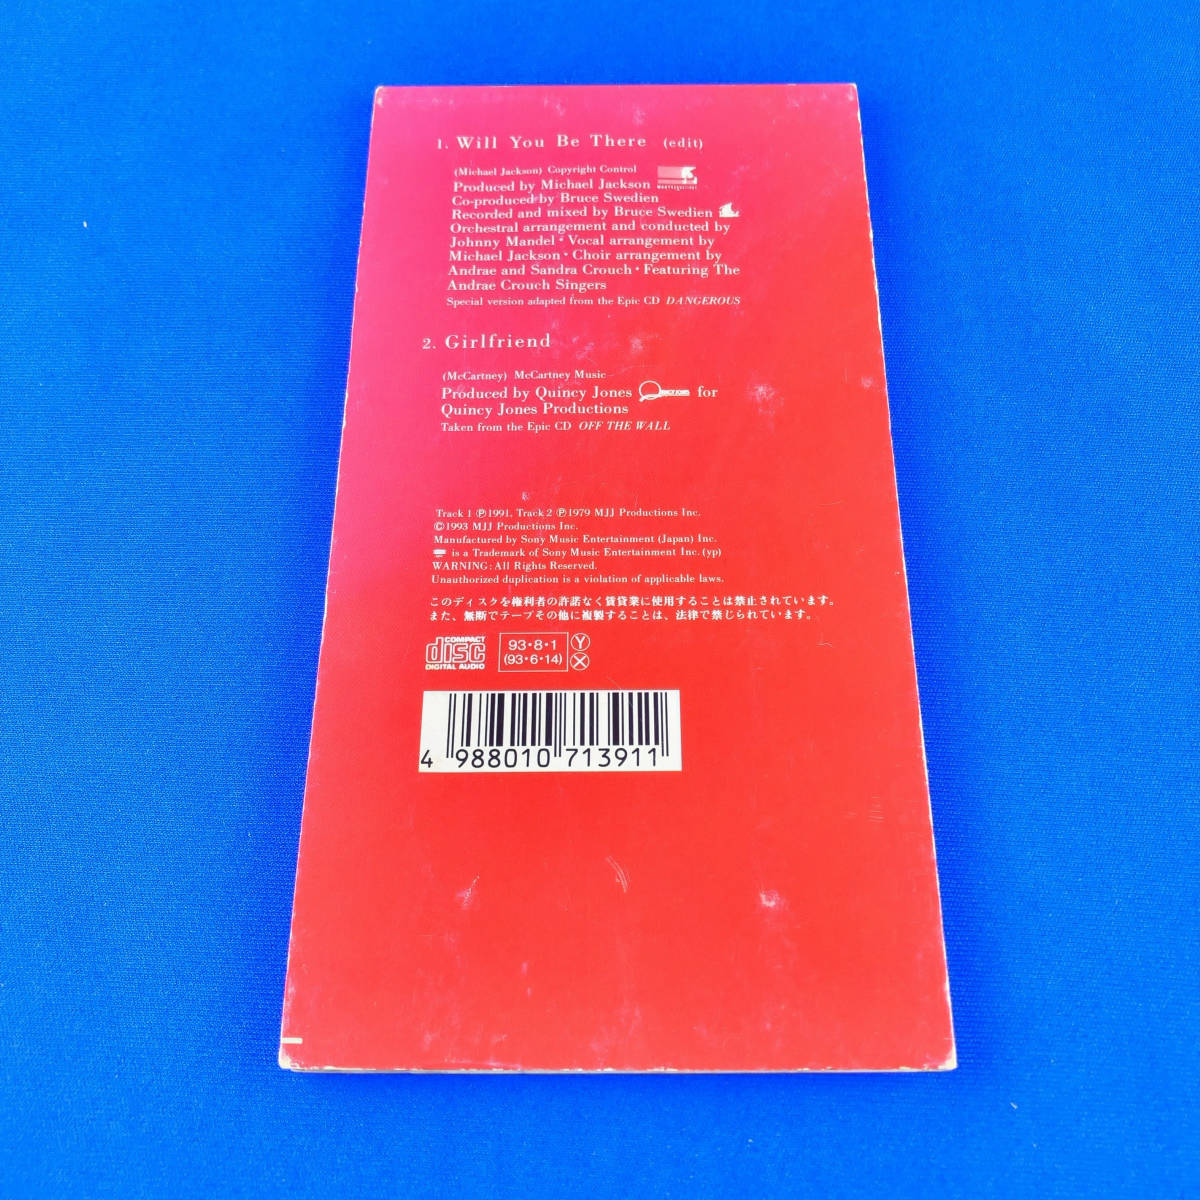 1. Will You Be There (edit)
(Michael Jackson) Copyright Control
Produced by Michael Jackson
Co-produced by Bruce Swedien
Recorded and mixed by Bruce Swedien
Orchestral arrangement and conducted by
Johnny Mandel・Vocal arrangement by
Michael Jackson・Choir arrangement by
Andrae and Sandra Crouch・Featuring The
Andrae Crouch Singers
Special version adapted from the Epic CD DANGEROUS
2. Girlfriend
(McCartney) McCartney Music
Produced by Quincy Jones for
Quincy Jones Productions
Taken from the Epic CD OFF THE WALL
Track 1 ℗1991, Track 2 ℗1979 MJJ Productions Inc.
©1993 MJJ Productions Inc.
Manufactured by Sony Music Entertainment (Japan) Inc.
is a Trademark of Sony Music Entertainment Inc. (yp)
WARNING: All Rights Reserved.
Unauthorized duplication is a violation of applicable laws.
このディスクを権利者の許諾なく賃貸業に使用することは禁止されています。
また、無断でテープその他に複製することは、法律で禁じられています。
COMPACT
disc
DIGITAL AUDIO
93・8・1
(93・6・14)
Ⓨ
Ⓧ
4 988010 713911